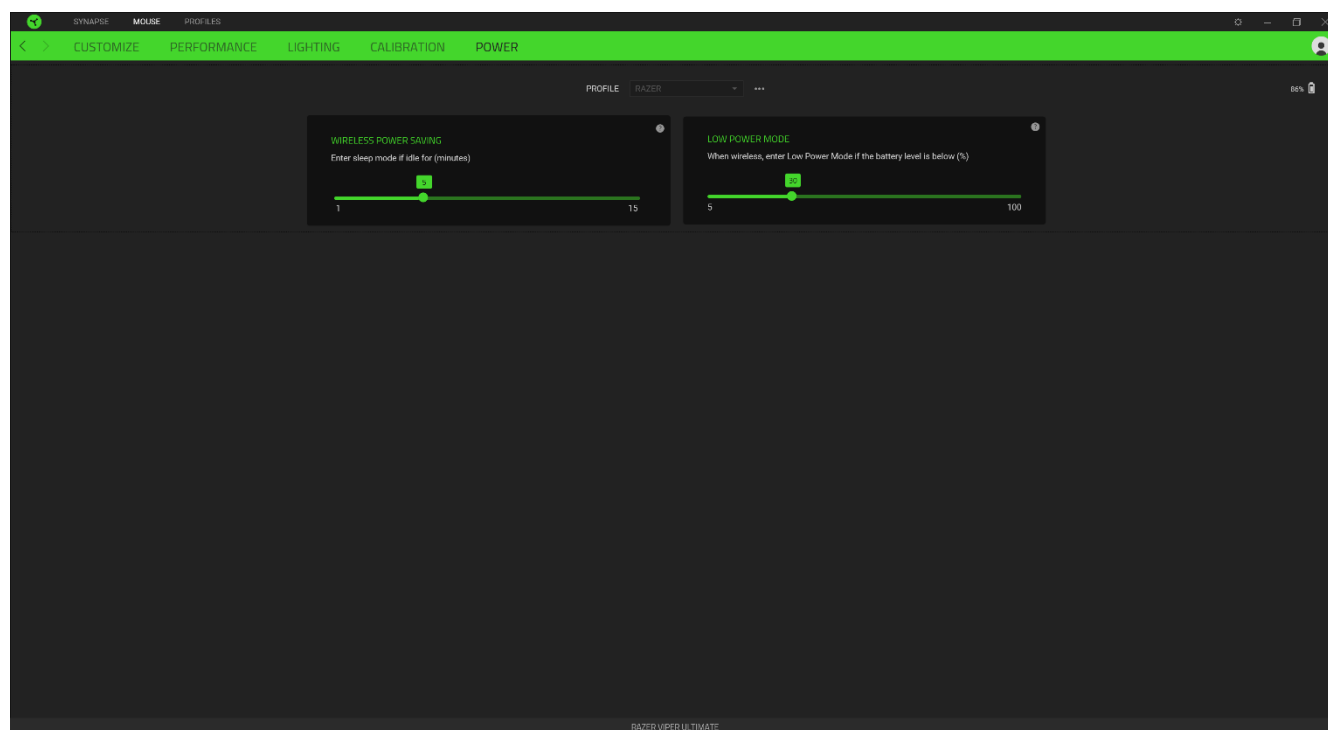 SYNAPSE MOUSE PROFILES
CUSTOMIZE PERFORMANCE LIGHTING CALIBRATION POWER
PROFILE RAZER
86%
WIRELESS POWER SAVING
Enter sleep mode if idle for (minutes)
5
1 15
LOW POWER MODE
When wireless, enter Low Power Mode if the battery level is below (%)
30
5 100
RAZER VIPER ULTIMATE